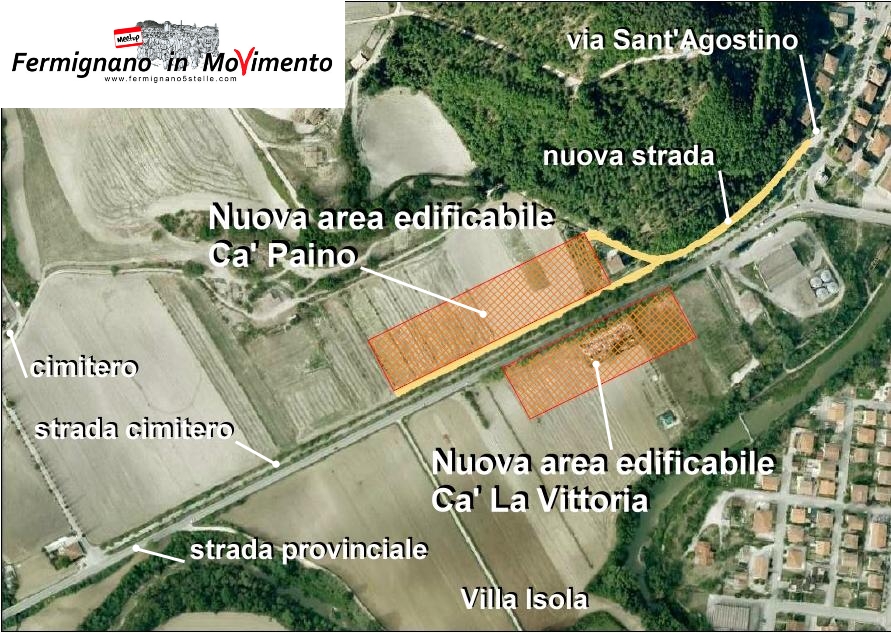 Meetup
Fermignano in MoVimento
www.fermignano5stelle.com
via Sant'Agostino
nuova strada
Nuova area edificabile
Ca' Paino
cimitero
strada cimitero
Nuova area edificabile
Ca' La Vittoria
strada provinciale
Villa Isola